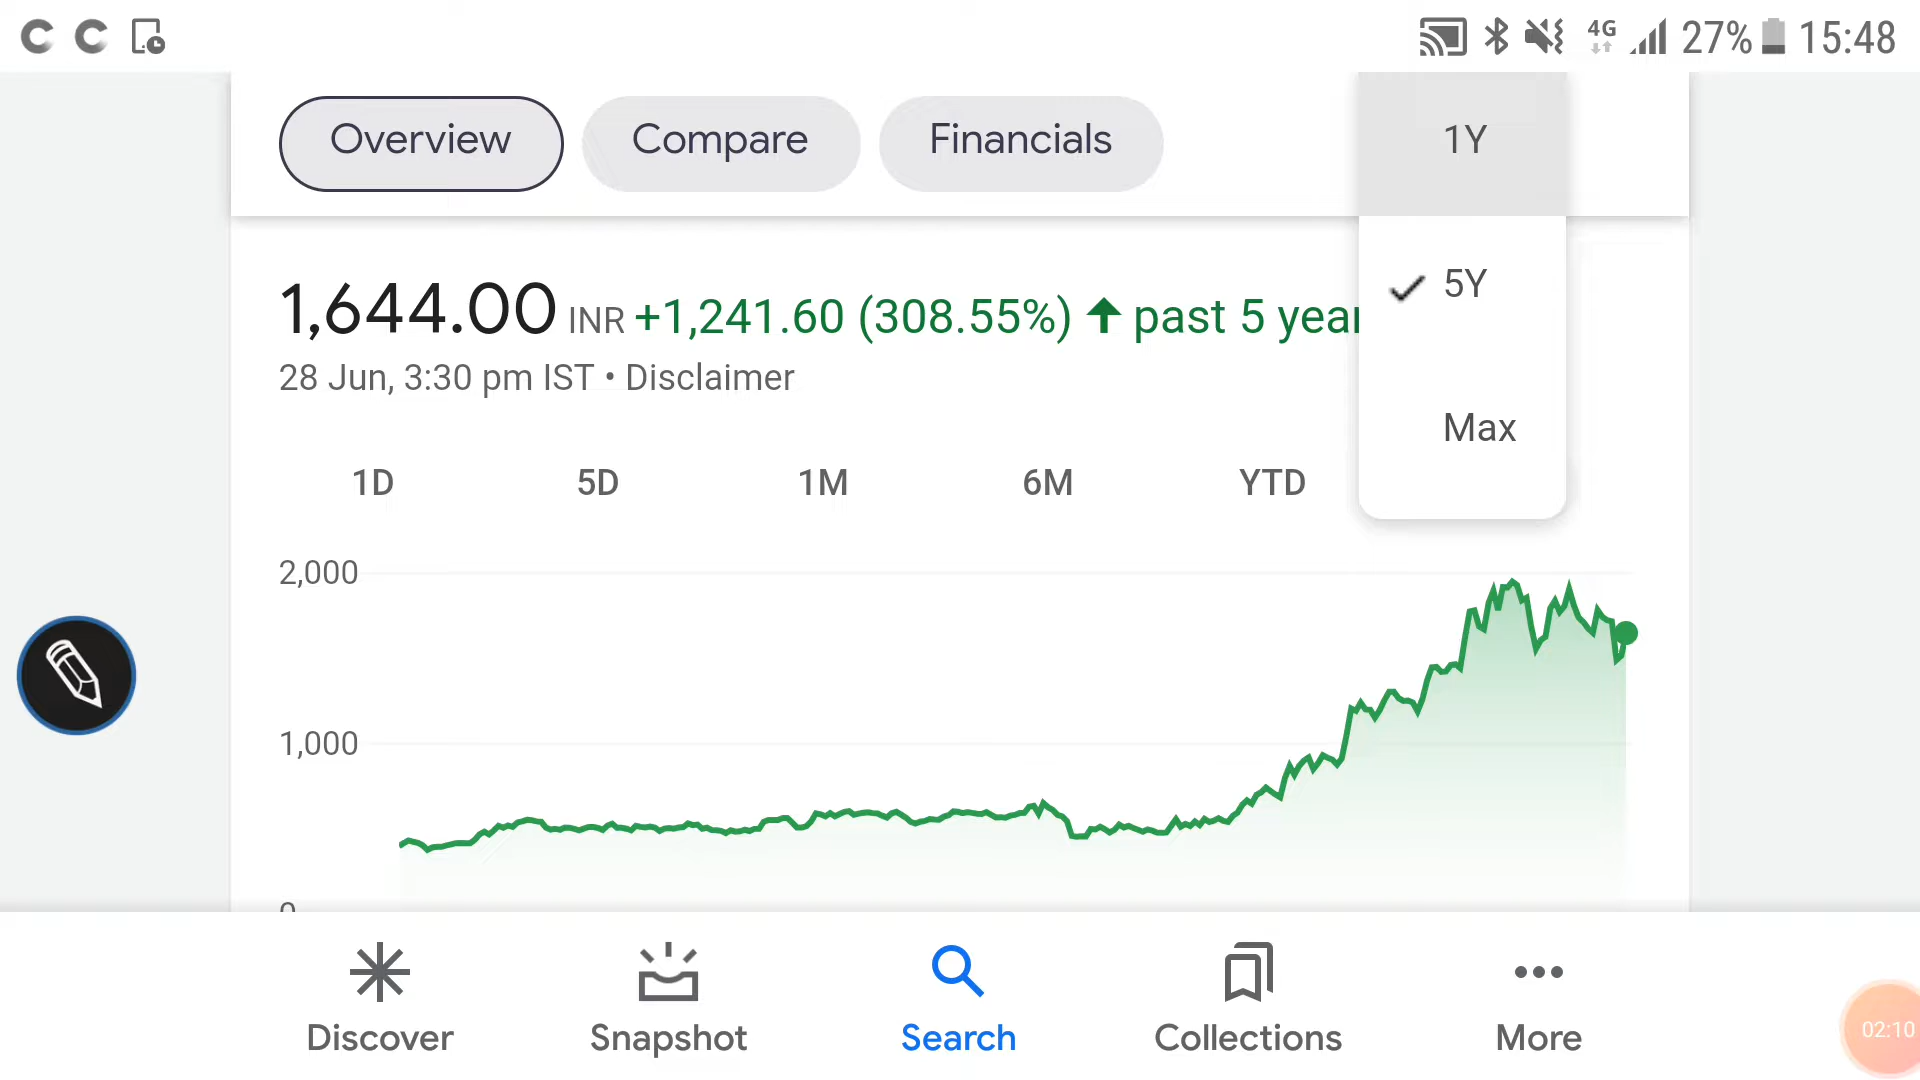 4G 27% 15:48
Overview Compare Financials 1Y
5Y
1,644.00 INR +1,241.60 (308.55%) past 5 year
28 Jun, 3:30 pm IST • Disclaimer
Max
1D 5D 1M 6M YTD
2,000
1,000
0
Discover Snapshot Search Collections More
02:10